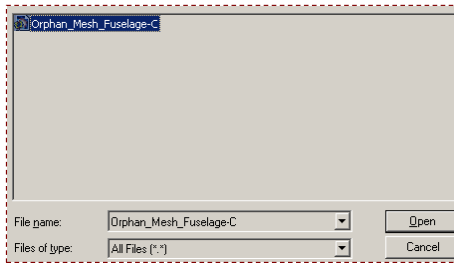 Orphan_Mesh_Fuselage-C
File name: Orphan_Mesh_Fuselage-C Open
Files of type: All Files (*.*) Cancel